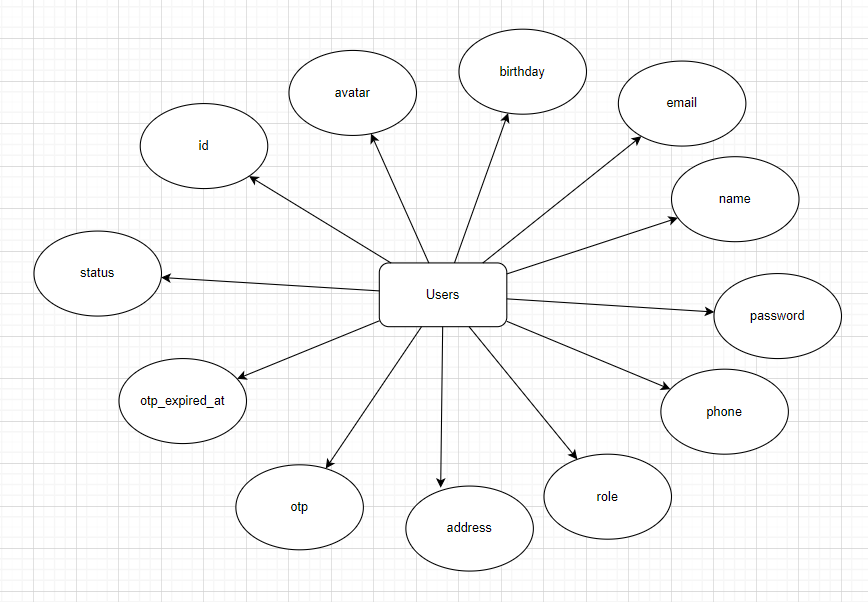 birthday
avatar
email
id
name
status
Users
password
otp_expired_at
phone
role
otp
address